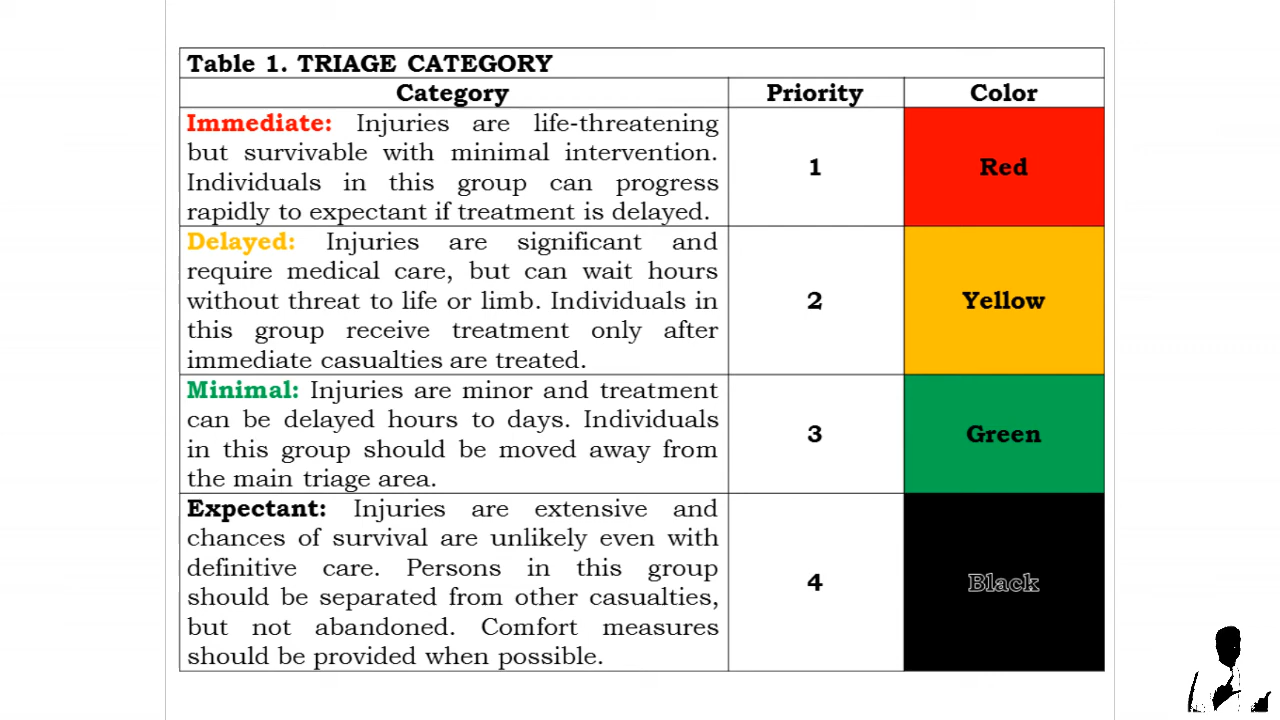 Table 1. TRIAGE CATEGORY
Category Priority Color
Immediate: Injuries are life-threatening
but survivable with minimal intervention.
Individuals in this group can progress
rapidly to expectant if treatment is delayed.
1
Red
Delayed: Injuries are significant and
require medical care, but can wait hours
without threat to life or limb. Individuals in
this group receive treatment only after
immediate casualties are treated.
2
Yellow
Minimal: Injuries are minor and treatment
can be delayed hours to days. Individuals
in this group should be moved away from
the main triage area.
3
Green
Expectant: Injuries are extensive and
chances of survival are unlikely even with
definitive care. Persons in this group
should be separated from other casualties,
but not abandoned. Comfort measures
should be provided when possible.
4
Black